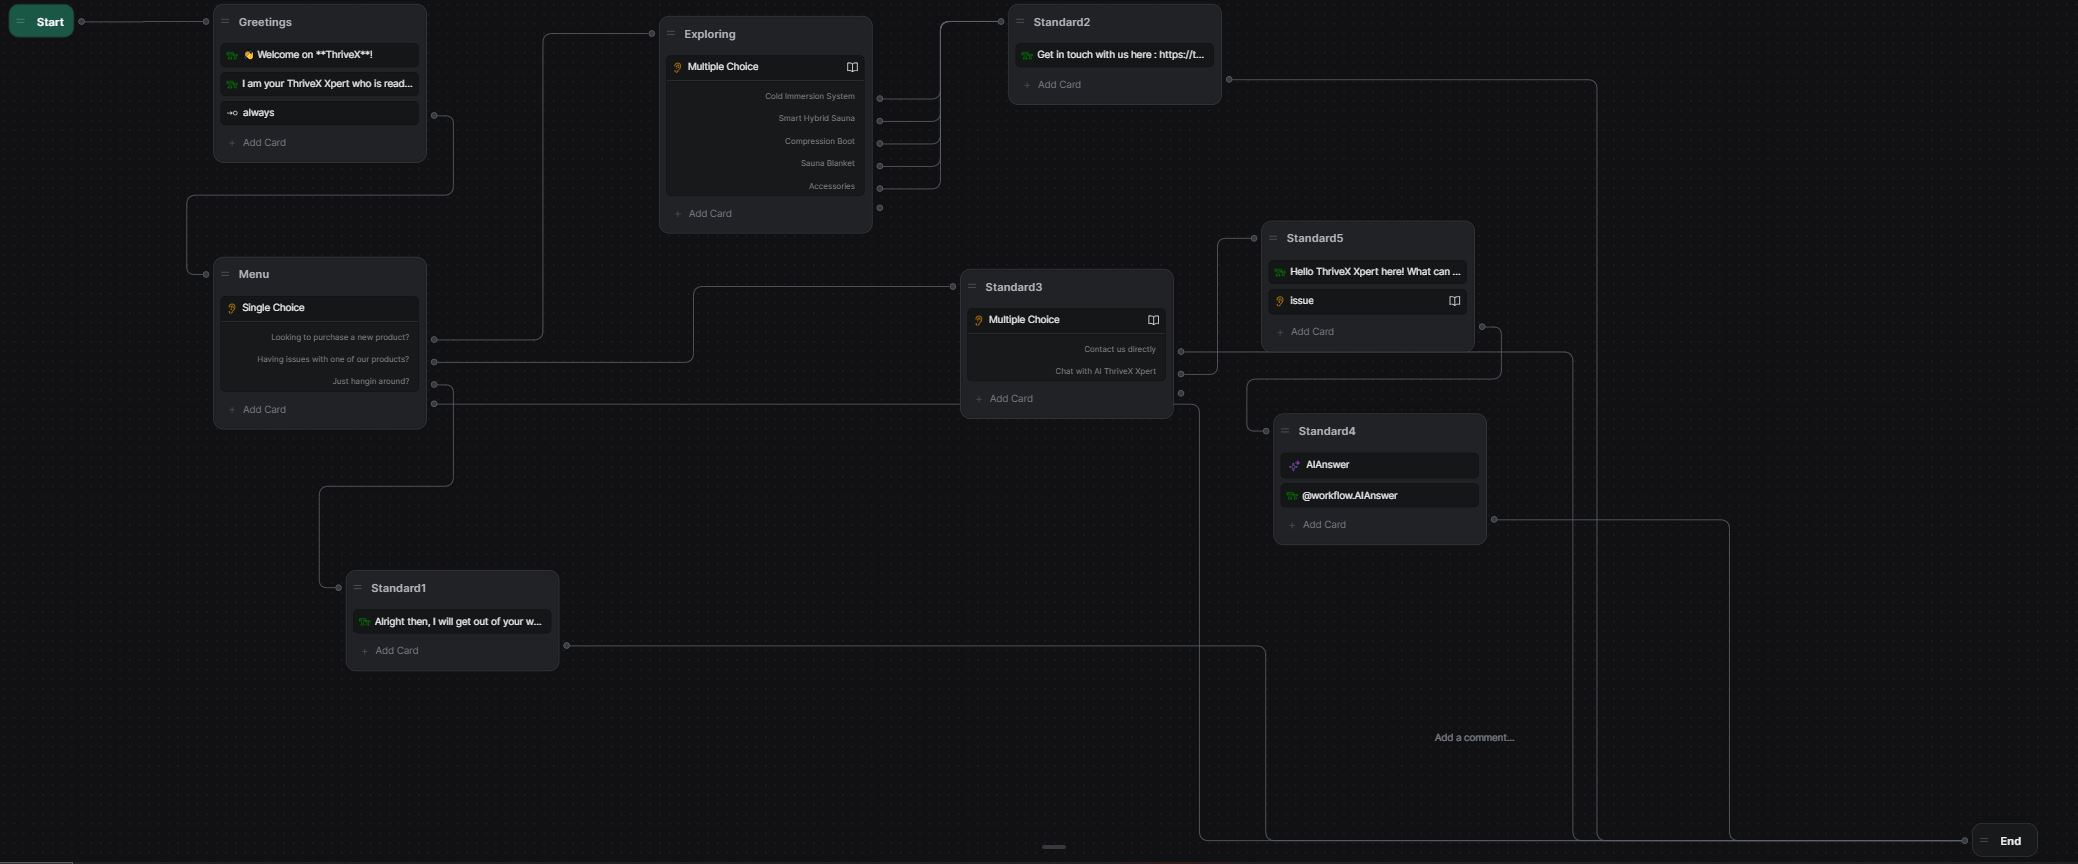 Start
Greetings
👋 Welcome on **ThriveX**!
I am your ThriveX Xpert who is read...
always
+ Add Card
Exploring
Multiple Choice
Cold Immersion System
Smart Hybrid Sauna
Compression Boot
Sauna Blanket
Accessories
+ Add Card
Standard2
Get in touch with us here : https://t...
+ Add Card
Menu
Single Choice
Looking to purchase a new product?
Having issues with one of our products?
Just hangin around?
+ Add Card
Standard3
Multiple Choice
Contact us directly
Chat with AI ThriveX Xpert
+ Add Card
Standard5
Hello ThriveX Xpert here! What can ...
issue
+ Add Card
Standard4
AIAnswer
@workflow.AIAnswer
+ Add Card
Standard1
Alright then, I will get out of your w...
+ Add Card
Add a comment...
End